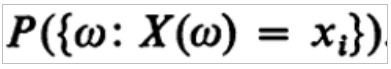 P({ω: X(ω) = xᵢ}).